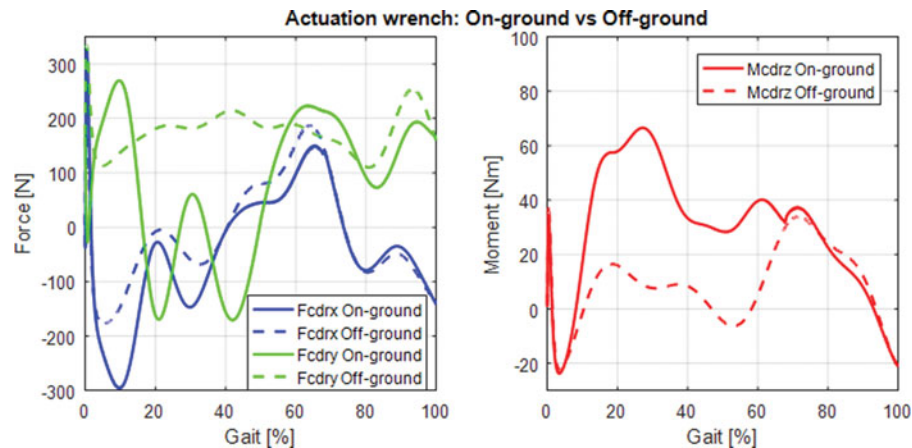 Actuation wrench: On-ground vs Off-ground
Force [N]
300
200
100
0
-100
-200
-300
0
20
40
60
80
100
Gait [%]
Fcdrx On-ground
Fcdrx Off-ground
Fcdry On-ground
Fcdry Off-ground
Moment [Nm]
100
80
60
40
20
0
-20
0
20
40
60
80
100
Gait [%]
Mcdrz On-ground
Mcdrz Off-ground